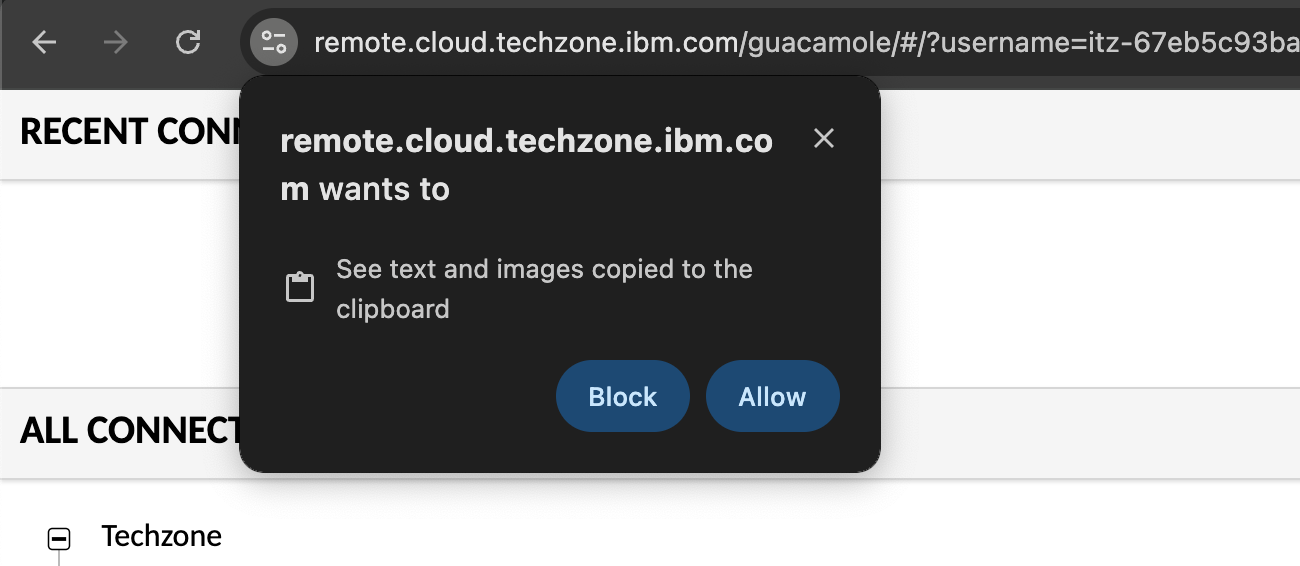 remote.cloud.techzone.ibm.com/guacamole/#/?username=itz-67eb5c93ba
RECENT CONN
remote.cloud.techzone.ibm.co
m wants to
See text and images copied to the
clipboard
Block Allow
ALL CONNECT
Techzone